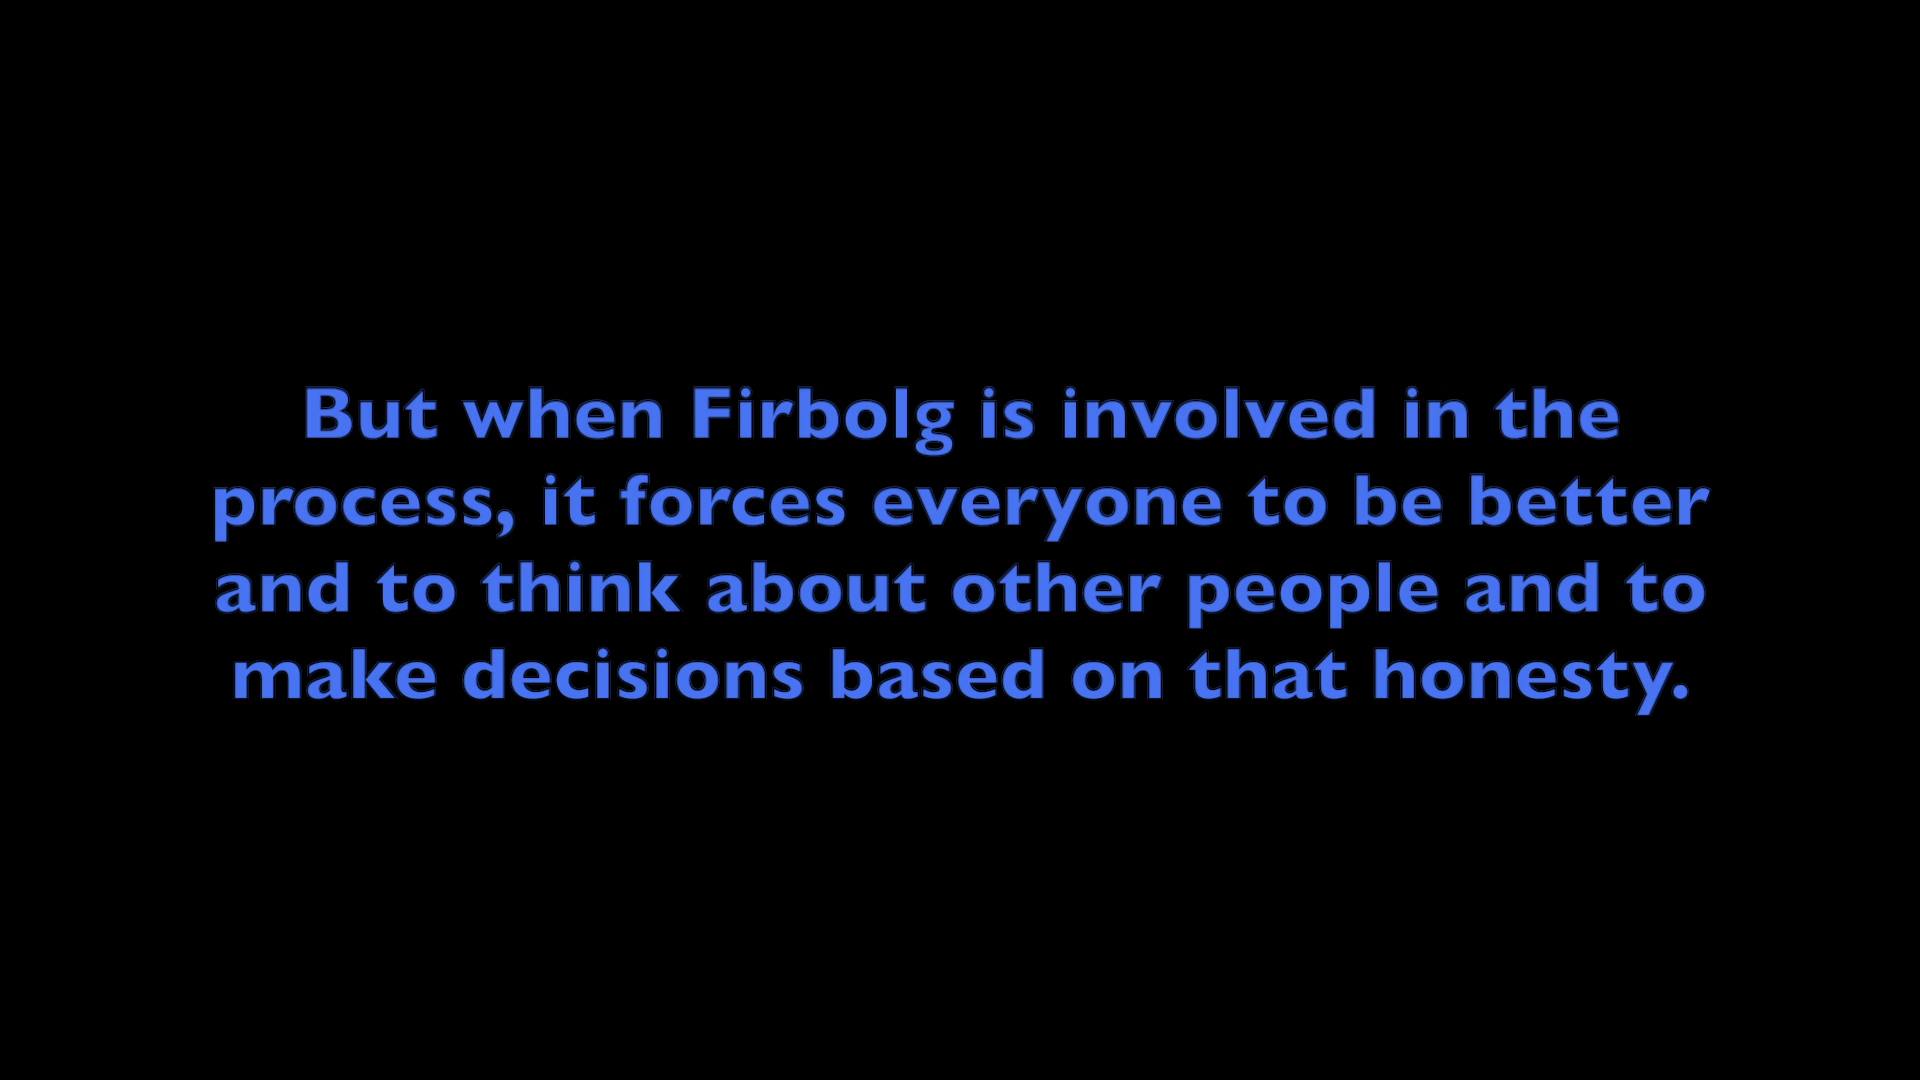 But when Firbolg is involved in the
process, it forces everyone to be better
and to think about other people and to
make decisions based on that honesty.